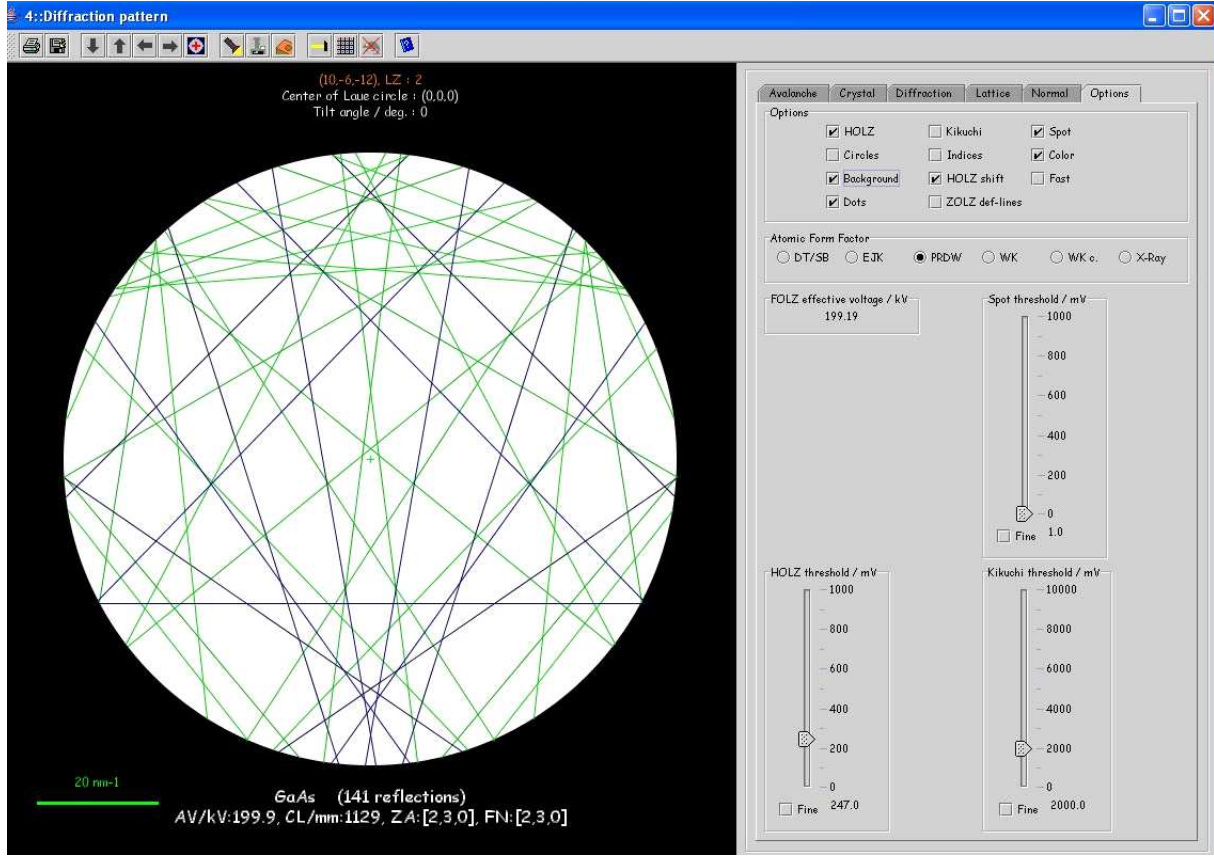 4::Diffraction pattern
(10,-6,-12), LZ : 2
Center of Laue circle : (0,0,0)
Tilt angle / deg. : 0
20 nm-1
GaAs (141 reflections)
AV/kV:199.9, CL/mm:1129, ZA:[2,3,0], FN:[2,3,0]
Avalanche Crystal Diffraction Lattice Normal Options
Options
HOLZ Kikuchi Spot
Circles Indices Color
Background HOLZ shift Fast
Dots ZOLZ def-lines
Atomic Form Factor
DT/SB EJK PRDW WK WK c. X-Ray
FOLZ effective voltage / kV
199.19
Spot threshold / mV
1000
800
600
400
200
0
Fine 1.0
HOLZ threshold / mV
1000
800
600
400
200
0
Fine 247.0
Kikuchi threshold / mV
10000
8000
6000
4000
2000
0
Fine 2000.0